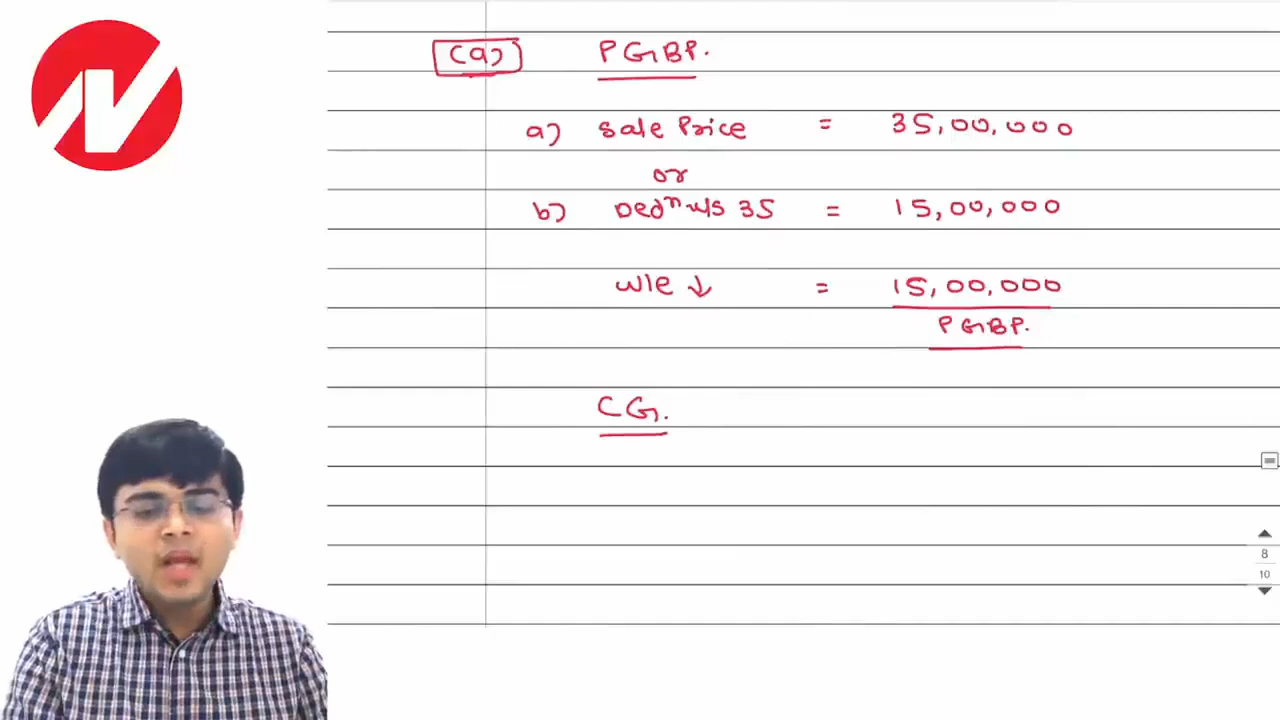 (a) PGBP.
a) Sale Price = 35,00,000
or
b) Dedⁿ u/s 35 = 15,00,000
w/e ↓ = 15,00,000
PGBP.
CG.
8
10